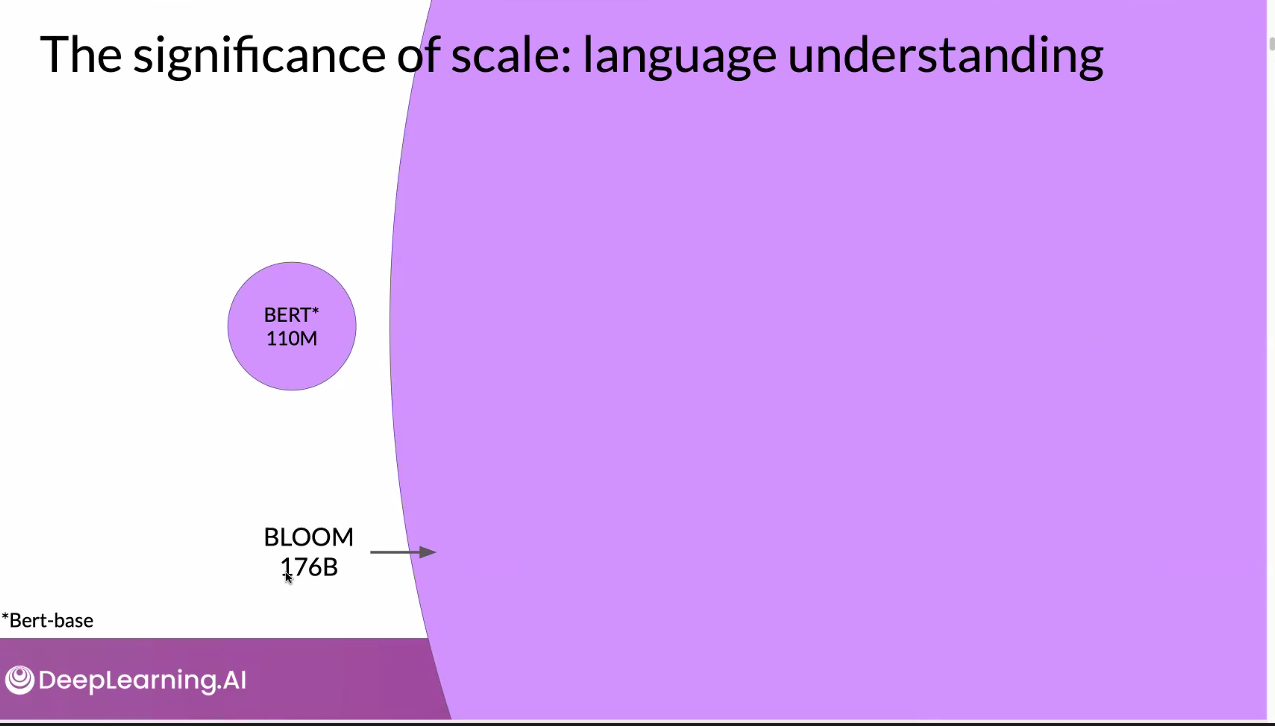 The significance of scale: language understanding
BERT*
110M
BLOOM
176B
*Bert-base
DeepLearning.AI